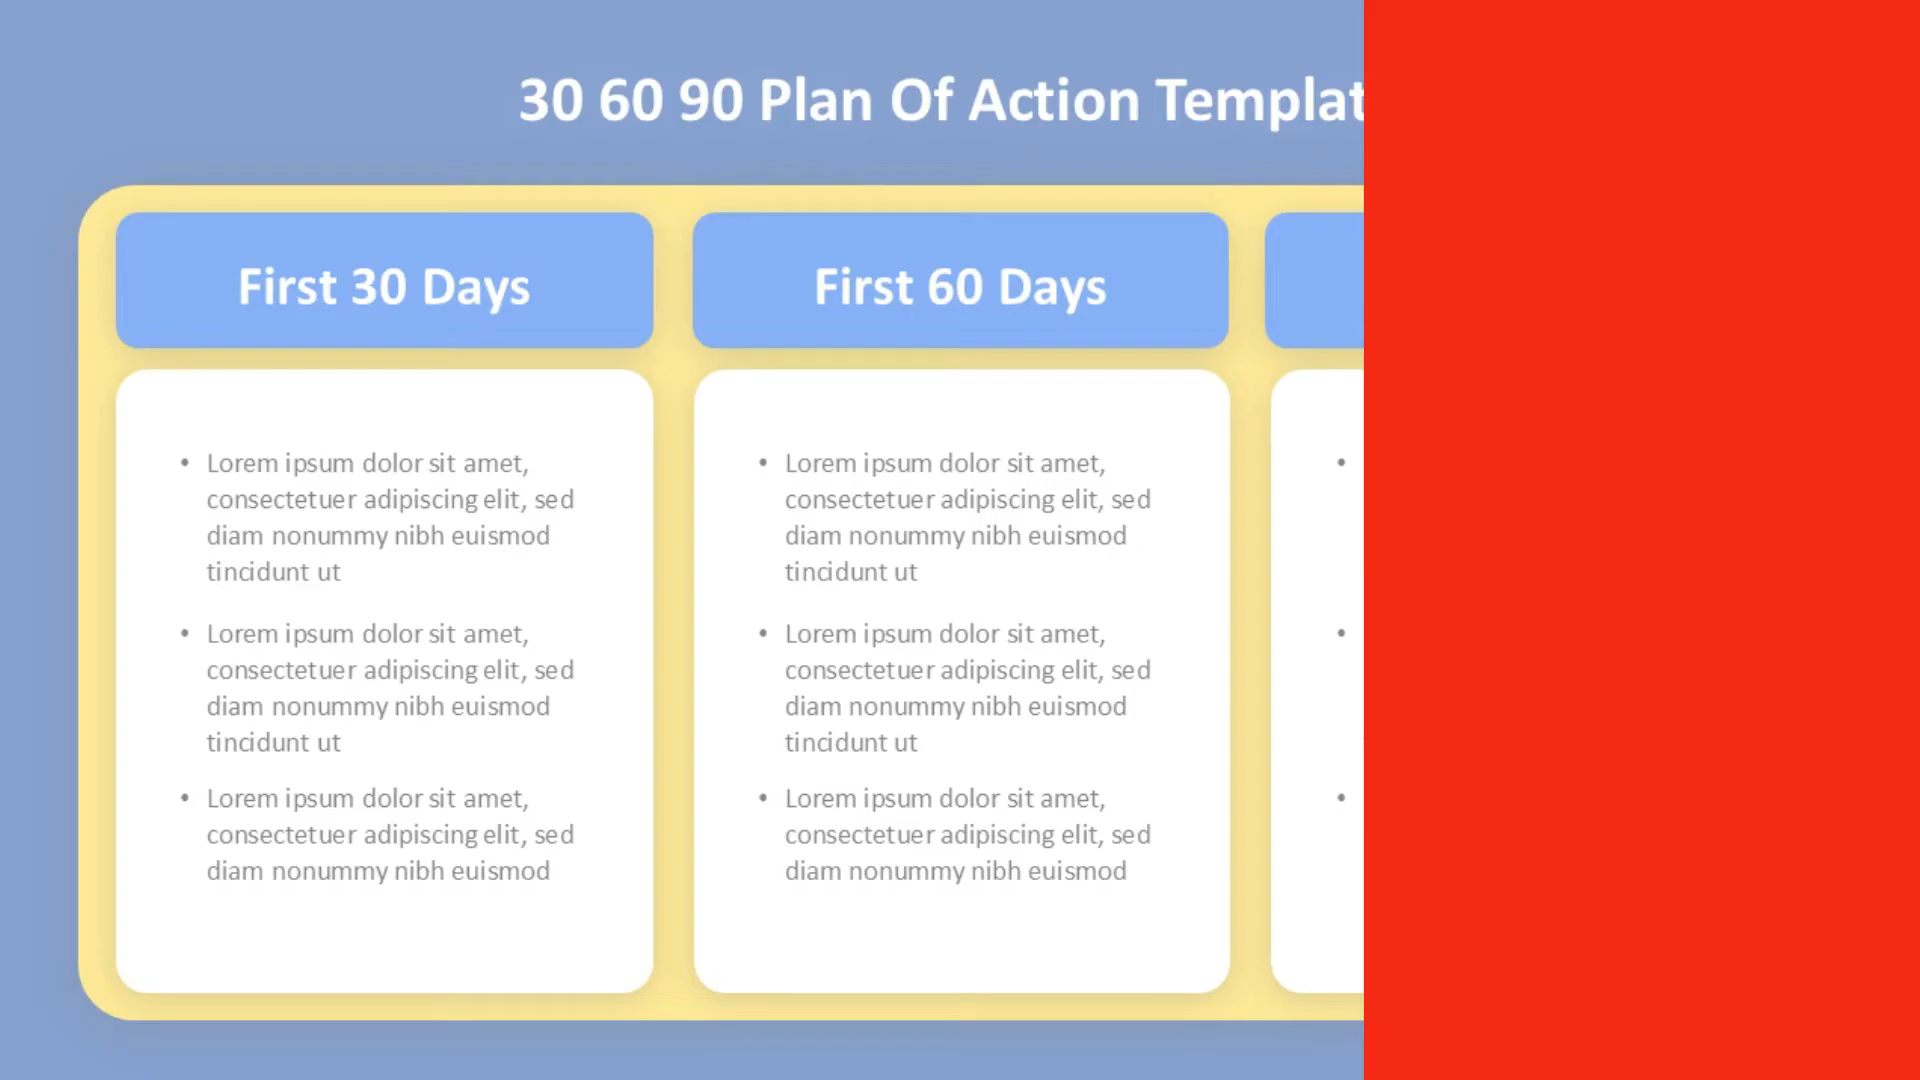 30 60 90 Plan Of Action Templat
First 30 Days
• Lorem ipsum dolor sit amet,
consectetuer adipiscing elit, sed
diam nonummy nibh euismod
tincidunt ut
• Lorem ipsum dolor sit amet,
consectetuer adipiscing elit, sed
diam nonummy nibh euismod
tincidunt ut
• Lorem ipsum dolor sit amet,
consectetuer adipiscing elit, sed
diam nonummy nibh euismod
First 60 Days
• Lorem ipsum dolor sit amet,
consectetuer adipiscing elit, sed
diam nonummy nibh euismod
tincidunt ut
• Lorem ipsum dolor sit amet,
consectetuer adipiscing elit, sed
diam nonummy nibh euismod
tincidunt ut
• Lorem ipsum dolor sit amet,
consectetuer adipiscing elit, sed
diam nonummy nibh euismod